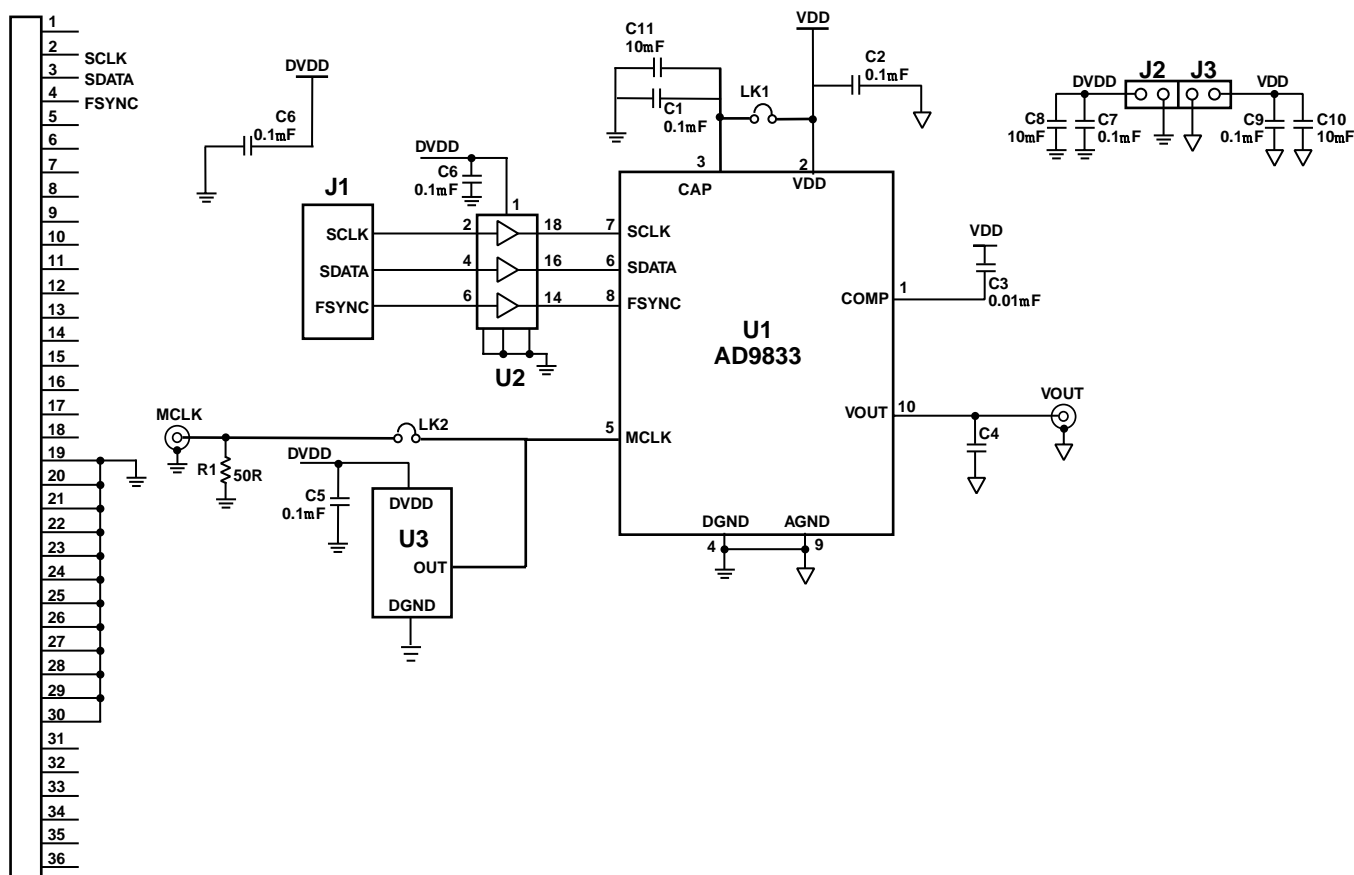 1
2
SCLK
3
SDATA
4
FSYNC
5
6
7
8
9
10
11
12
13
14
15
16
17
18
19
20
21
22
23
24
25
26
27
28
29
30
31
32
33
34
35
36
DVDD
C6
0.1mF
C11
10mF
C1
0.1mF
LK1
VDD
C2
0.1mF
DVDD
J2
J3
VDD
C8
10mF
C7
0.1mF
C9
0.1mF
C10
10mF
DVDD
C6
0.1mF
J1
SCLK
SDATA
FSYNC
1
2
4
6
18
16
14
U2
3
CAP
2
VDD
7
SCLK
6
SDATA
8
FSYNC
U1
AD9833
COMP
1
VDD
C3
0.01mF
VOUT
10
VOUT
C4
5
MCLK
DGND
4
AGND
9
MCLK
R1
50R
LK2
DVDD
C5
0.1mF
DVDD
U3
OUT
DGND